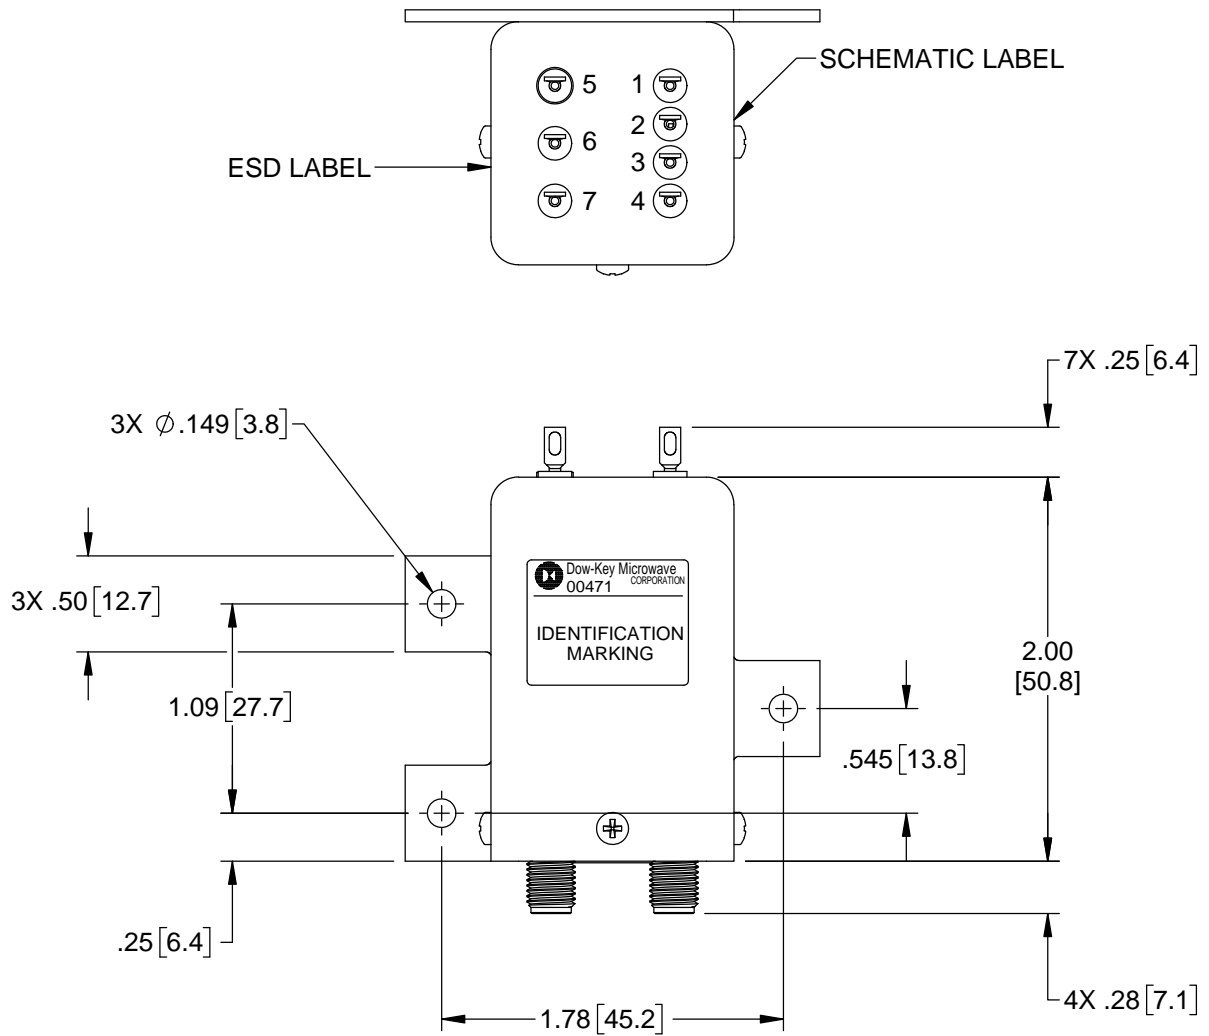 SCHEMATIC LABEL
5
1
2
6
3
ESD LABEL
7
4
7X .25[6.4]
3X ∅.149[3.8]
Dow-Key Microwave
CORPORATION
00471
3X .50[12.7]
IDENTIFICATION
MARKING
2.00
[50.8]
1.09[27.7]
.545[13.8]
.25[6.4]
4X .28[7.1]
1.78[45.2]